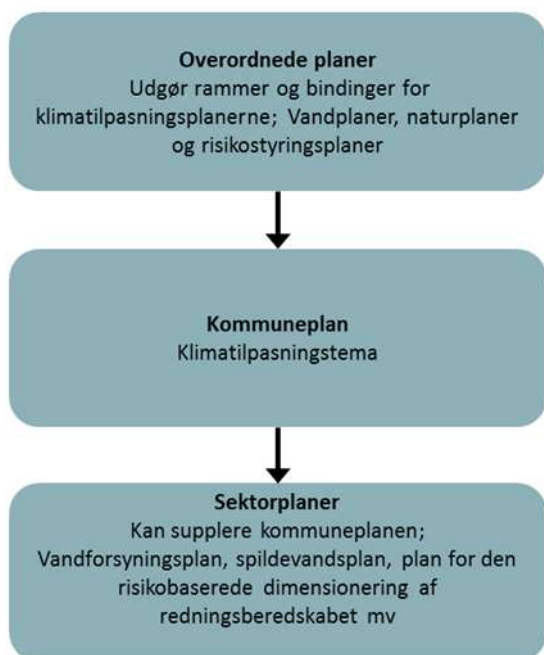 Overordnede planer
Udgør rammer og bindinger for
klimatilpasningsplanerne; Vandplaner, naturplaner
og risikostyringsplaner
Kommuneplan
Klimatilpasningstema
Sektorplaner
Kan supplere kommuneplanen;
Vandforsyningsplan, spildevandsplan, plan for den
risikobaserede dimensionering af
redningsberedskabet mv